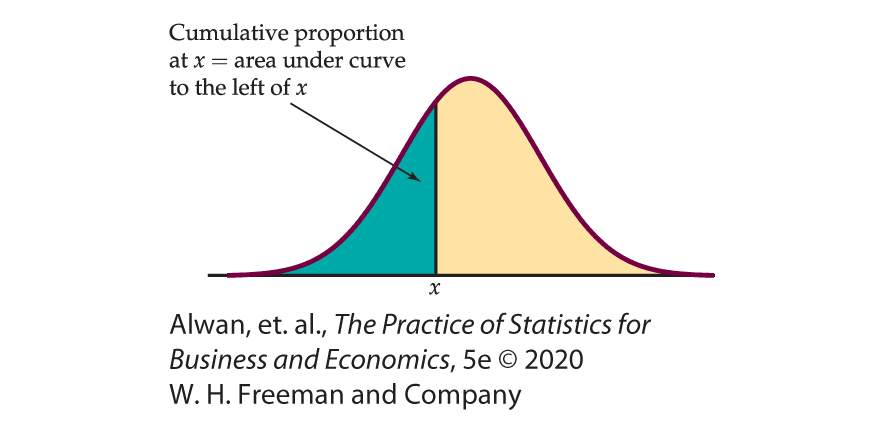 Cumulative proportion
at x = area under curve
to the left of x
x
Alwan, et. al., The Practice of Statistics for
Business and Economics, 5e © 2020
W. H. Freeman and Company